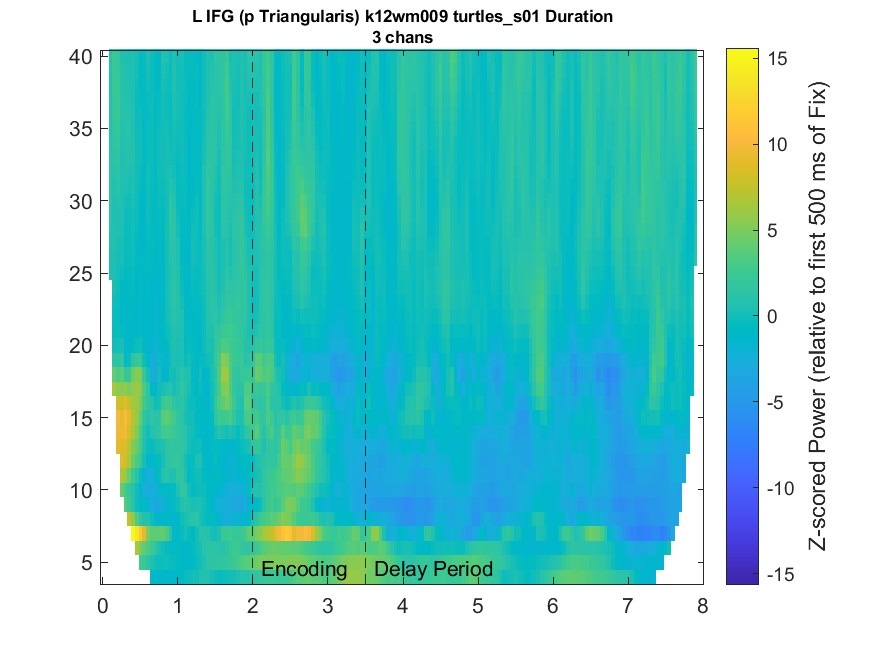 L IFG (p Triangularis) k12wm009 turtles_s01 Duration
3 chans
40
35
30
25
20
15
10
5
Encoding
Delay Period
0 1 2 3 4 5 6 7 8
15
10
5
0
-5
-10
-15
Z-scored Power (relative to first 500 ms of Fix)